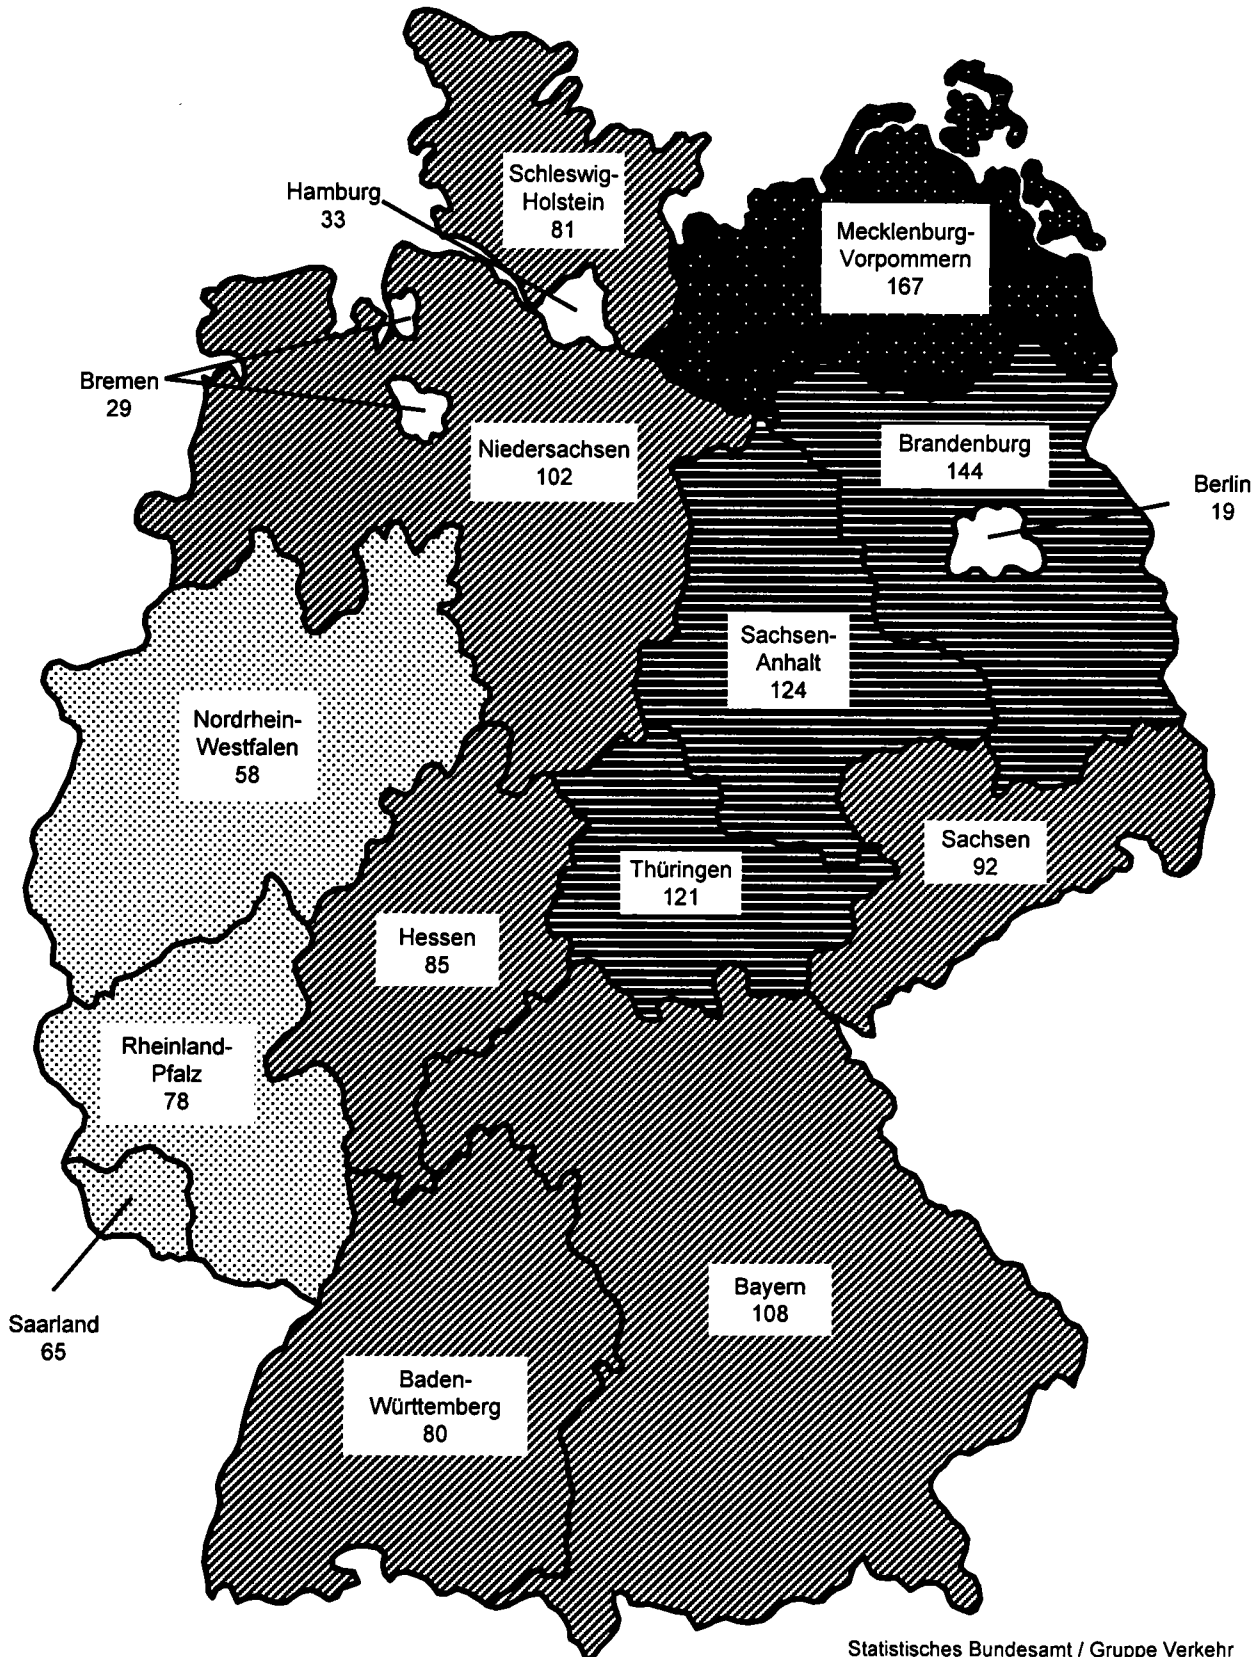 Schleswig-
Holstein
81
Hamburg
33
Mecklenburg-
Vorpommern
167
Bremen
29
Niedersachsen
102
Brandenburg
144
Berlin
19
Sachsen-
Anhalt
124
Nordrhein-
Westfalen
58
Sachsen
92
Thüringen
121
Hessen
85
Rheinland-
Pfalz
78
Saarland
65
Bayern
108
Baden-
Württemberg
80
Statistisches Bundesamt / Gruppe Verkehr